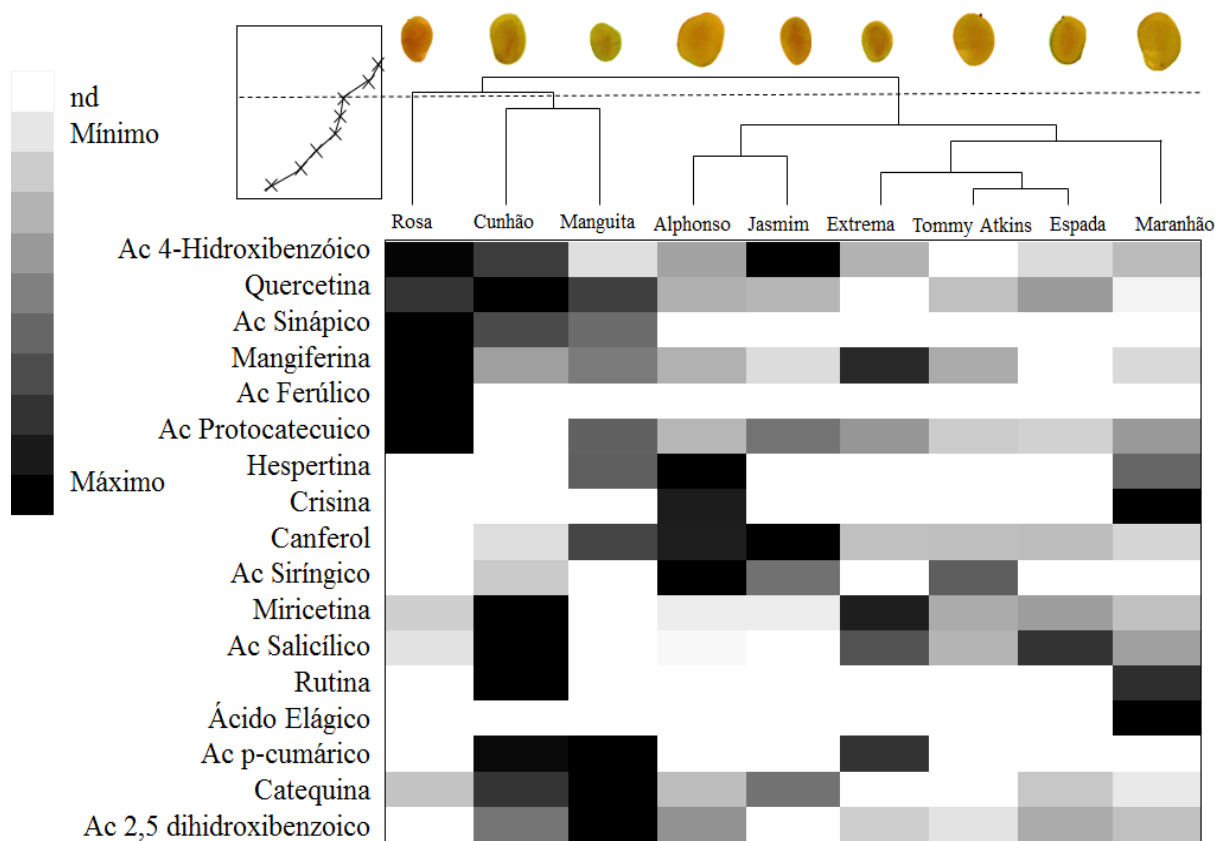 nd
Mínimo
Máximo
Rosa
Cunhão
Manguita
Alphonso
Jasmim
Extrema
Tommy Atkins
Espada
Maranhão
Ac 4-Hidroxibenzóico
Quercetina
Ac Sinápico
Mangiferina
Ac Ferúlico
Ac Protocatecuico
Hespertina
Crisina
Canferol
Ac Siríngico
Miricetina
Ac Salicílico
Rutina
Ácido Elágico
Ac p-cumárico
Catequina
Ac 2,5 dihidroxibenzoico